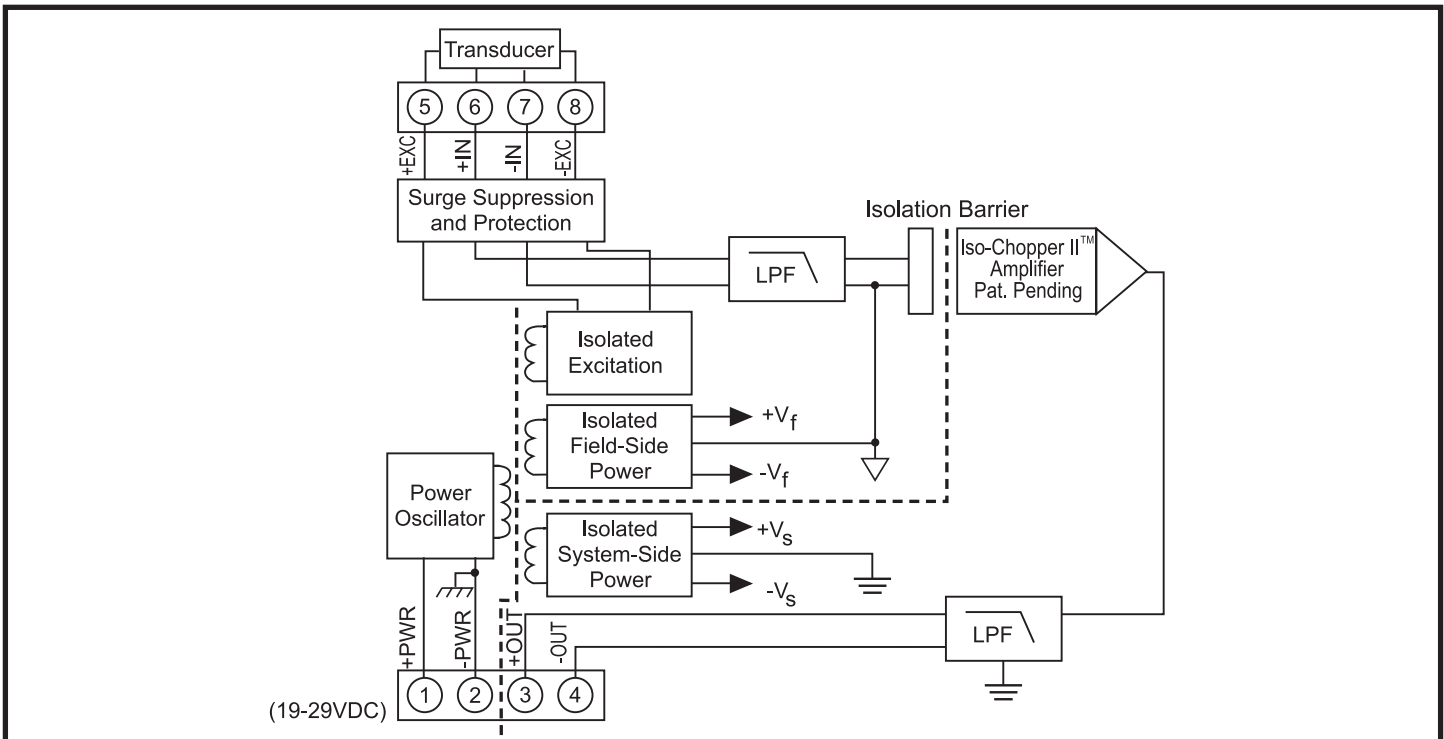 Transducer
5 6 7 8
+EXC
+IN
-IN
-EXC
Surge Suppression
and Protection
Isolation Barrier
LPF
Iso-Chopper II™
Amplifier
Pat. Pending
Isolated
Excitation
Isolated
Field-Side
Power
+Vf
-Vf
Power
Oscillator
Isolated
System-Side
Power
+Vs
-Vs
+PWR
-PWR
+OUT
-OUT
LPF
(19-29VDC)
1 2 3 4